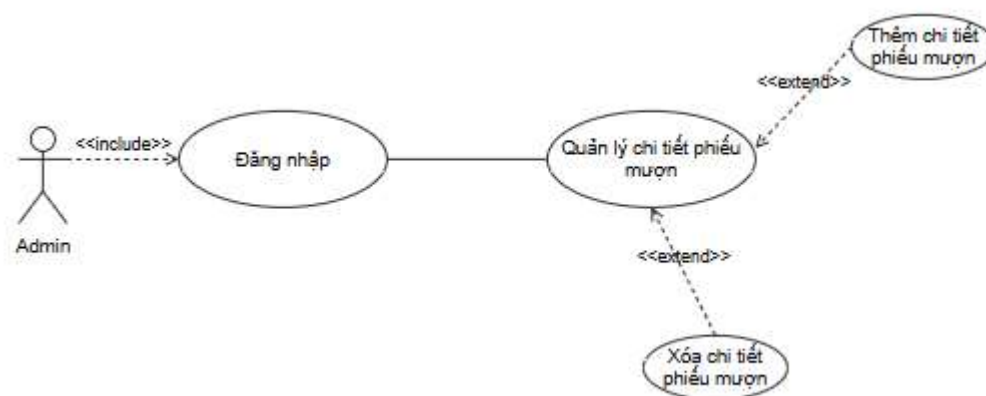 Thêm chi tiết
phiếu mượn
<<extend>>
<<include>>
Đăng nhập
Quản lý chi tiết phiếu
mượn
Admin
<<extend>>
Xóa chi tiết
phiếu mượn